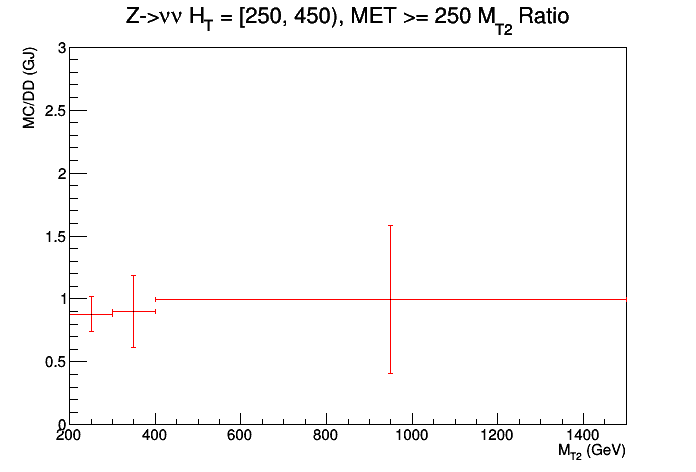 Z->νν H_T = [250, 450), MET >= 250 M_T2 Ratio
MC/DD (GJ)
3
2.5
2
1.5
1
0.5
0
200 400 600 800 1000 1200 1400
M_T2 (GeV)